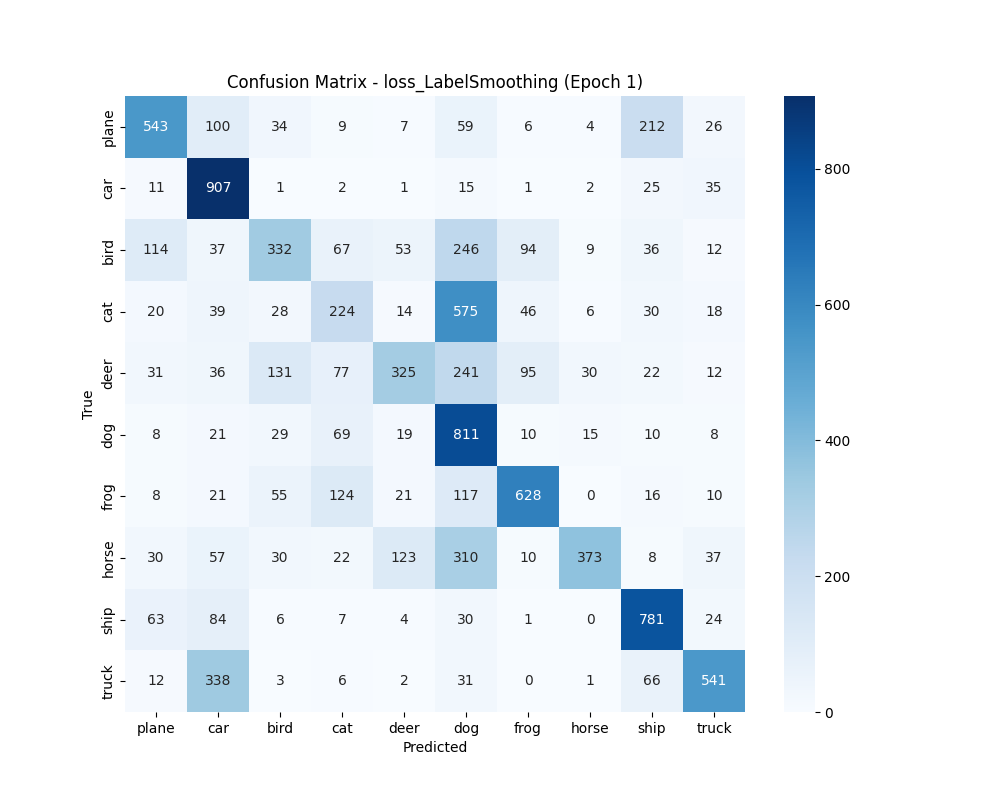 Confusion Matrix - loss_LabelSmoothing (Epoch 1)
plane 543 100 34 9 7 59 6 4 212 26
car 11 907 1 2 1 15 1 2 25 35
bird 114 37 332 67 53 246 94 9 36 12
cat 20 39 28 224 14 575 46 6 30 18
deer 31 36 131 77 325 241 95 30 22 12
dog 8 21 29 69 19 811 10 15 10 8
frog 8 21 55 124 21 117 628 0 16 10
horse 30 57 30 22 123 310 10 373 8 37
ship 63 84 6 7 4 30 1 0 781 24
truck 12 338 3 6 2 31 0 1 66 541
plane car bird cat deer dog frog horse ship truck
Predicted
True
800
600
400
200
0